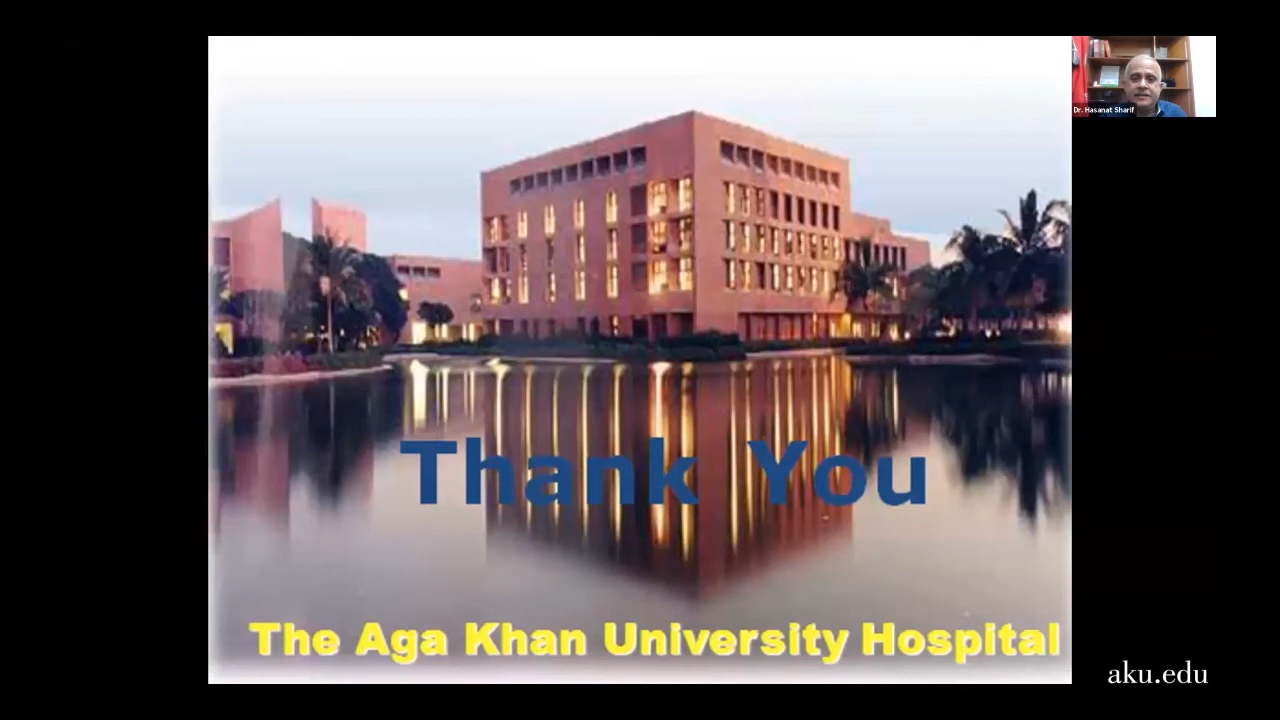 Dr. Hasanat Sharif
Thank You
The Aga Khan University Hospital
aku.edu